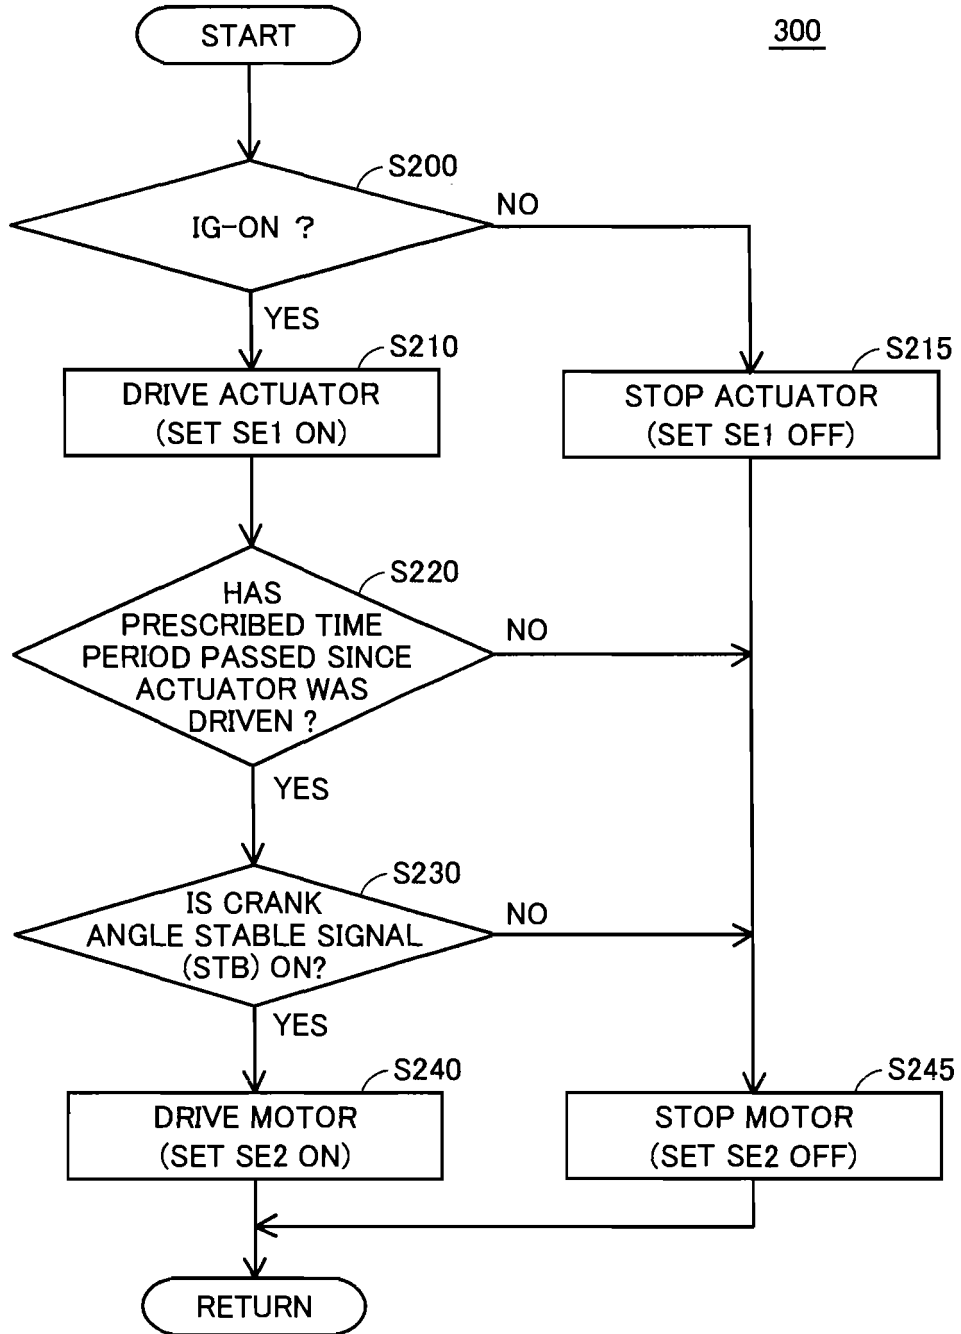 START
300
S200
IG-ON ?
NO
YES
S210
DRIVE ACTUATOR
(SET SE1 ON)
S215
STOP ACTUATOR
(SET SE1 OFF)
S220
HAS
PRESCRIBED TIME
PERIOD PASSED SINCE
ACTUATOR WAS
DRIVEN ?
NO
YES
S230
IS CRANK
ANGLE STABLE SIGNAL
(STB) ON?
NO
YES
S240
DRIVE MOTOR
(SET SE2 ON)
S245
STOP MOTOR
(SET SE2 OFF)
RETURN